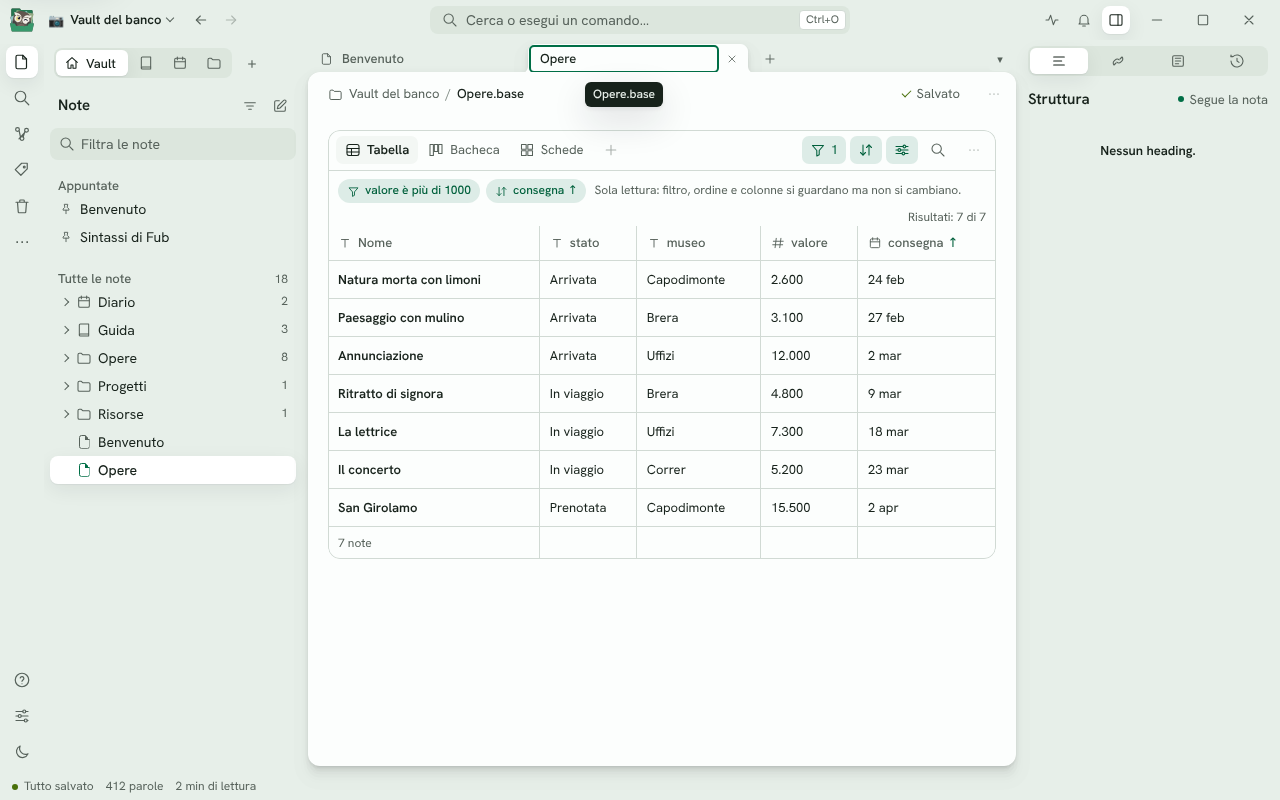 Vault del banco
Cerca o esegui un comando…
Ctrl+O
Vault
Benvenuto
Opere
Note
Vault del banco / Opere.base
Opere.base
Salvato
Struttura
Segue la nota
Filtra le note
Tabella
Bacheca
Schede
1
Nessun heading.
Appuntate
valore è più di 1000
consegna ↑
Sola lettura: filtro, ordine e colonne si guardano ma non si cambiano.
Benvenuto
Risultati: 7 di 7
Sintassi di Fub
Nome stato museo valore consegna ↑
Tutte le note 18
Natura morta con limoni Arrivata Capodimonte 2.600 24 feb
Diario 2
Paesaggio con mulino Arrivata Brera 3.100 27 feb
Guida 3
Annunciazione Arrivata Uffizi 12.000 2 mar
Opere 8
Ritratto di signora In viaggio Brera 4.800 9 mar
Progetti 1
La lettrice In viaggio Uffizi 7.300 18 mar
Risorse 1
Il concerto In viaggio Correr 5.200 23 mar
Benvenuto
San Girolamo Prenotata Capodimonte 15.500 2 apr
Opere
7 note
Tutto salvato 412 parole 2 min di lettura